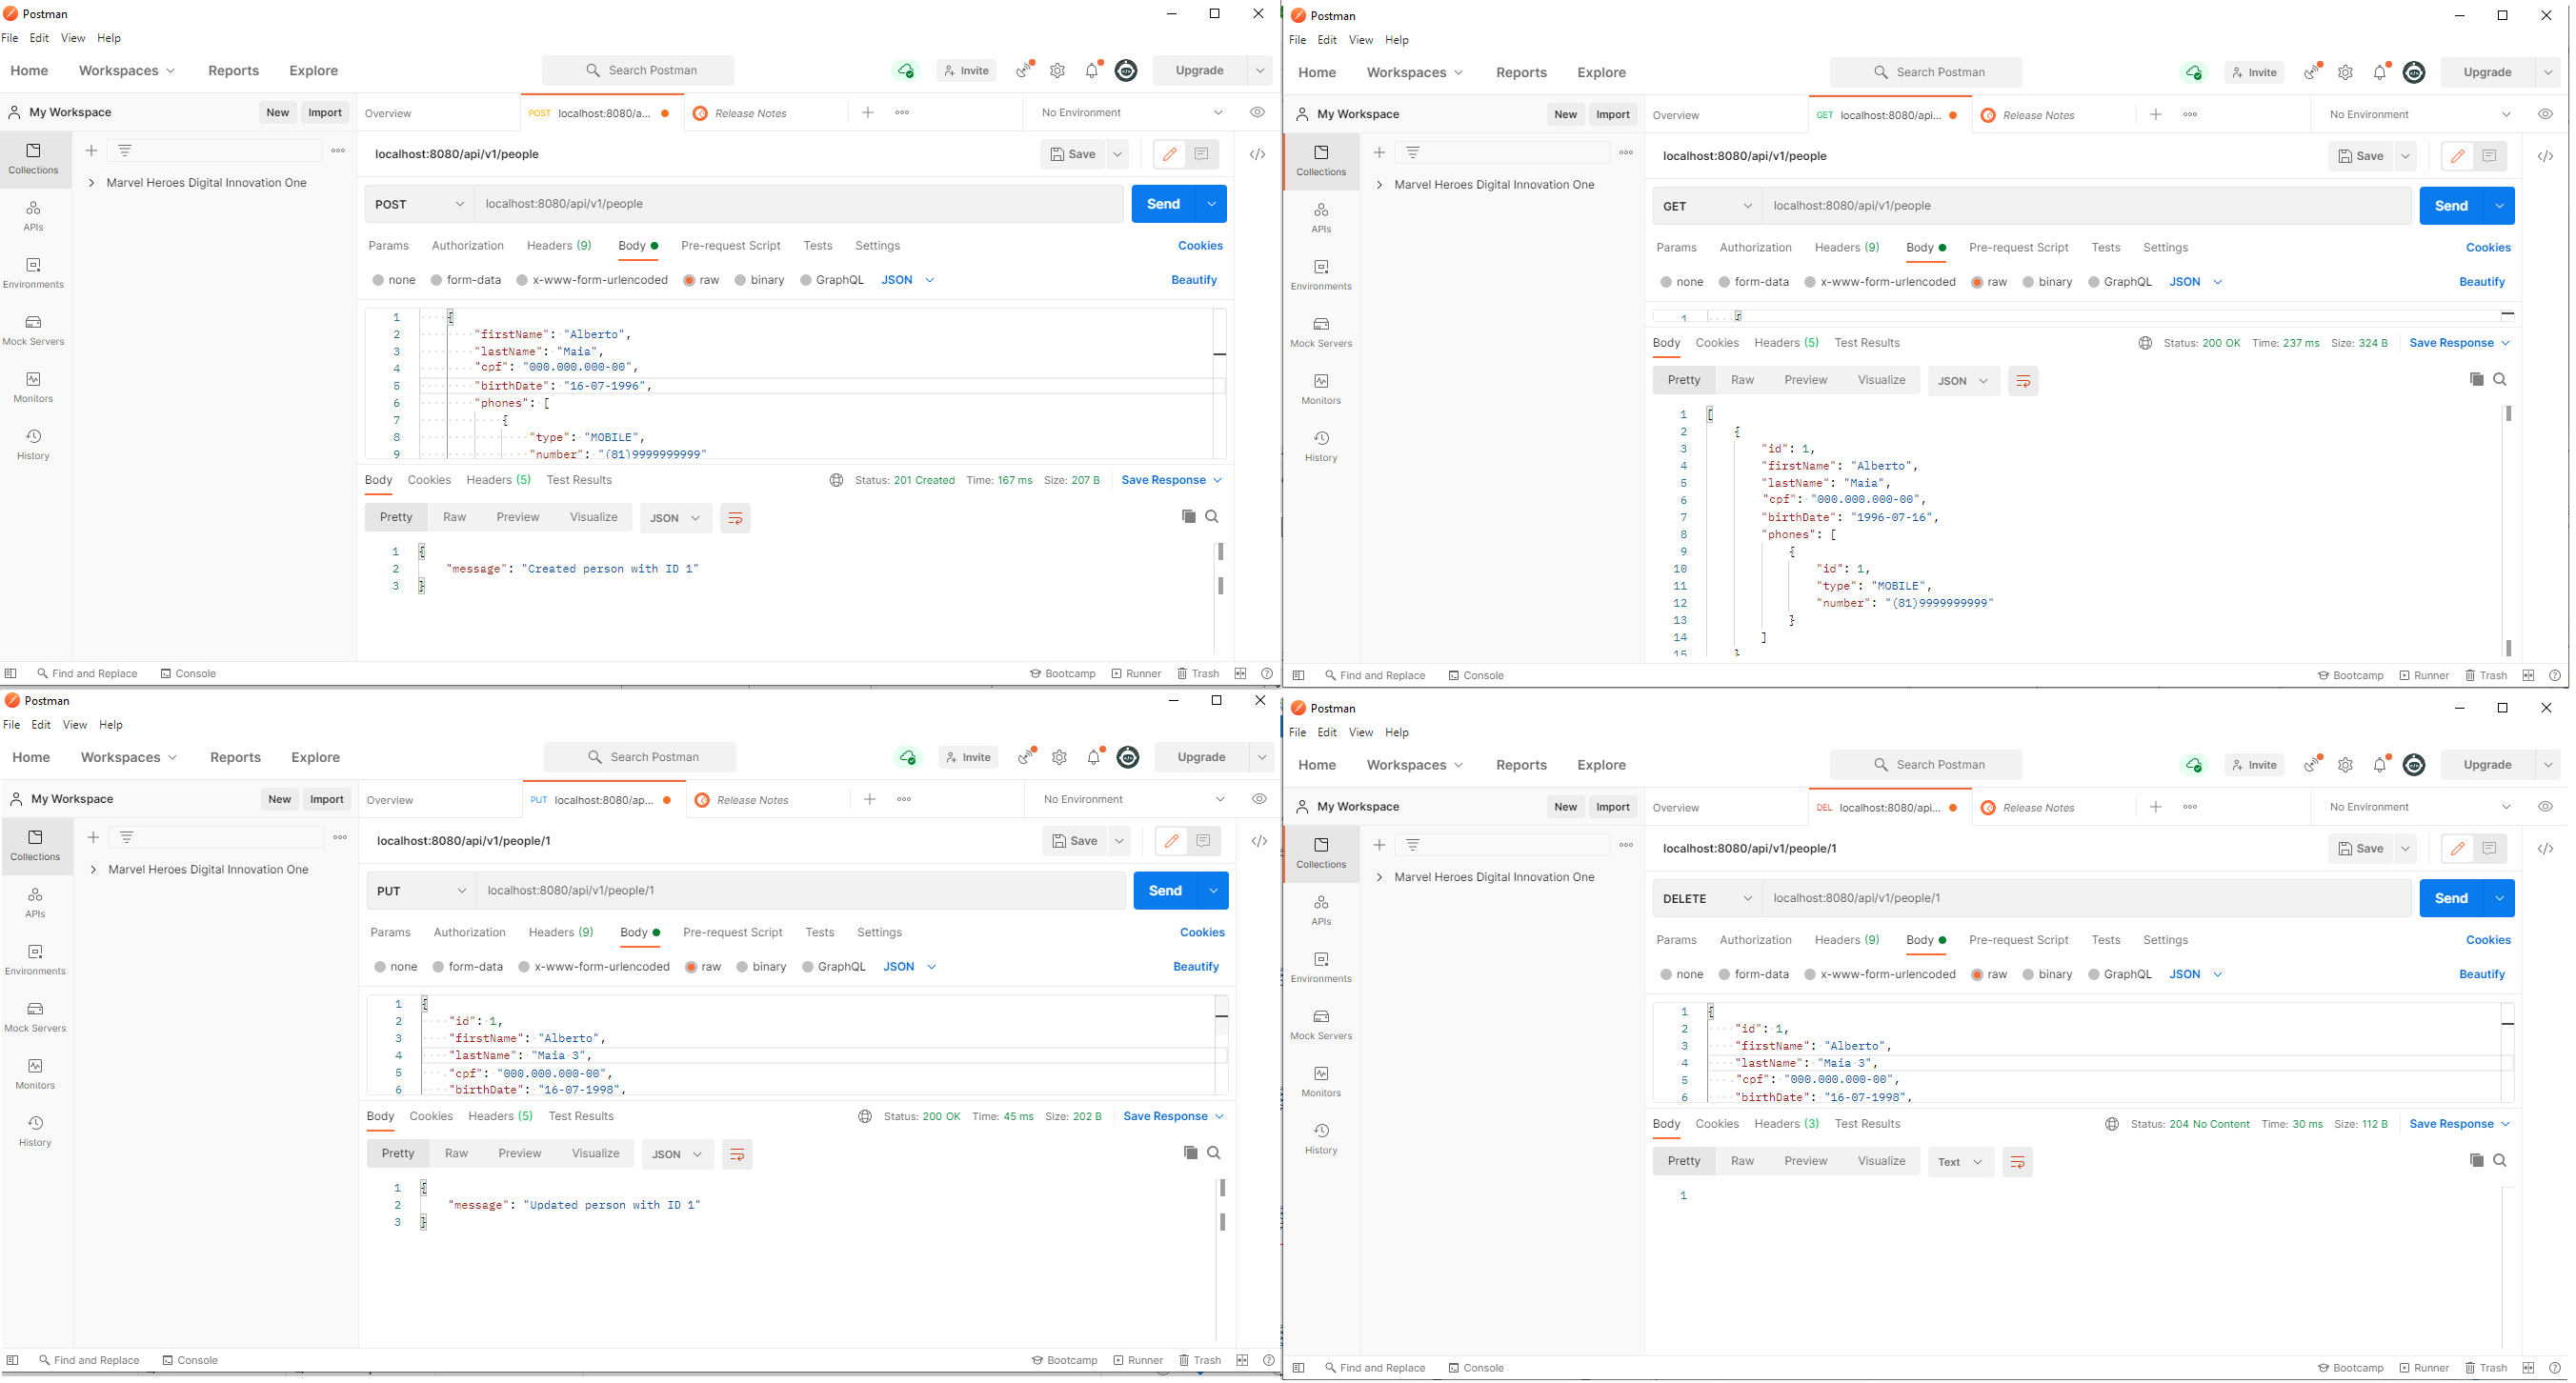 Postman
File Edit View Help
Home Workspaces Reports Explore Search Postman Invite Upgrade
My Workspace New Import Overview POST localhost:8080/a... Release Notes No Environment
localhost:8080/api/v1/people Save
Collections
Marvel Heroes Digital Innovation One
APIs
Environments
Mock Servers
Monitors
History
POST localhost:8080/api/v1/people Send
Params Authorization Headers (9) Body Pre-request Script Tests Settings Cookies
none form-data x-www-form-urlencoded raw binary GraphQL JSON Beautify
1 {
2 "firstName": "Alberto",
3 "lastName": "Maia",
4 "cpf": "000.000.000-00",
5 "birthDate": "16-07-1996",
6 "phones": [
7 {
8 "type": "MOBILE",
9 "number": "(81)9999999999"
Body Cookies Headers (5) Test Results Status: 201 Created Time: 167 ms Size: 207 B Save Response
Pretty Raw Preview Visualize JSON
1 {
2 "message": "Created person with ID 1"
3 }
Find and Replace Console Bootcamp Runner Trash
Postman
File Edit View Help
Home Workspaces Reports Explore Search Postman Invite Upgrade
My Workspace New Import Overview GET localhost:8080/api... Release Notes No Environment
localhost:8080/api/v1/people Save
Collections
Marvel Heroes Digital Innovation One
APIs
Environments
Mock Servers
Monitors
History
GET localhost:8080/api/v1/people Send
Params Authorization Headers (9) Body Pre-request Script Tests Settings Cookies
none form-data x-www-form-urlencoded raw binary GraphQL JSON Beautify
1 {
Body Cookies Headers (5) Test Results Status: 200 OK Time: 237 ms Size: 324 B Save Response
Pretty Raw Preview Visualize JSON
1 [
2 {
3 "id": 1,
4 "firstName": "Alberto",
5 "lastName": "Maia",
6 "cpf": "000.000.000-00",
7 "birthDate": "1996-07-16",
8 "phones": [
9 {
10 "id": 1,
11 "type": "MOBILE",
12 "number": "(81)9999999999"
13 }
14 ]
15 }
Find and Replace Console Bootcamp Runner Trash
Postman
File Edit View Help
Home Workspaces Reports Explore Search Postman Invite Upgrade
My Workspace New Import Overview PUT localhost:8080/ap... Release Notes No Environment
localhost:8080/api/v1/people/1 Save
Collections
Marvel Heroes Digital Innovation One
APIs
Environments
Mock Servers
Monitors
History
PUT localhost:8080/api/v1/people/1 Send
Params Authorization Headers (9) Body Pre-request Script Tests Settings Cookies
none form-data x-www-form-urlencoded raw binary GraphQL JSON Beautify
1 {
2 "id": 1,
3 "firstName": "Alberto",
4 "lastName": "Maia 3",
5 "cpf": "000.000.000-00",
6 "birthDate": "16-07-1998",
Body Cookies Headers (5) Test Results Status: 200 OK Time: 45 ms Size: 202 B Save Response
Pretty Raw Preview Visualize JSON
1 {
2 "message": "Updated person with ID 1"
3 }
Find and Replace Console Bootcamp Runner Trash
Postman
File Edit View Help
Home Workspaces Reports Explore Search Postman Invite Upgrade
My Workspace New Import Overview DEL localhost:8080/api... Release Notes No Environment
localhost:8080/api/v1/people/1 Save
Collections
Marvel Heroes Digital Innovation One
APIs
Environments
Mock Servers
Monitors
History
DELETE localhost:8080/api/v1/people/1 Send
Params Authorization Headers (9) Body Pre-request Script Tests Settings Cookies
none form-data x-www-form-urlencoded raw binary GraphQL JSON Beautify
1 {
2 "id": 1,
3 "firstName": "Alberto",
4 "lastName": "Maia 3",
5 "cpf": "000.000.000-00",
6 "birthDate": "16-07-1998",
Body Cookies Headers (3) Test Results Status: 204 No Content Time: 30 ms Size: 112 B Save Response
Pretty Raw Preview Visualize Text
1
Find and Replace Console Bootcamp Runner Trash